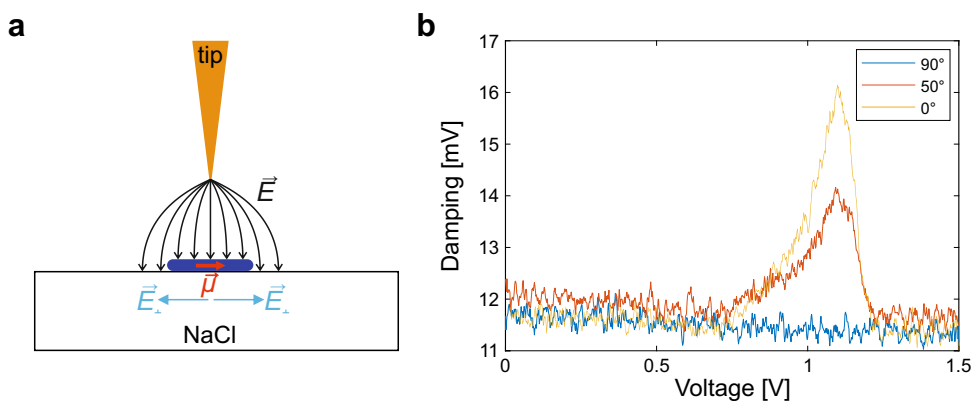 a
tip
E⃗
μ⃗
E⃗⊥ E⃗⊥
NaCl
b
17
16
15
14
13
12
11
Damping [mV]
90°
50°
0°
0 0.5 1 1.5
Voltage [V]